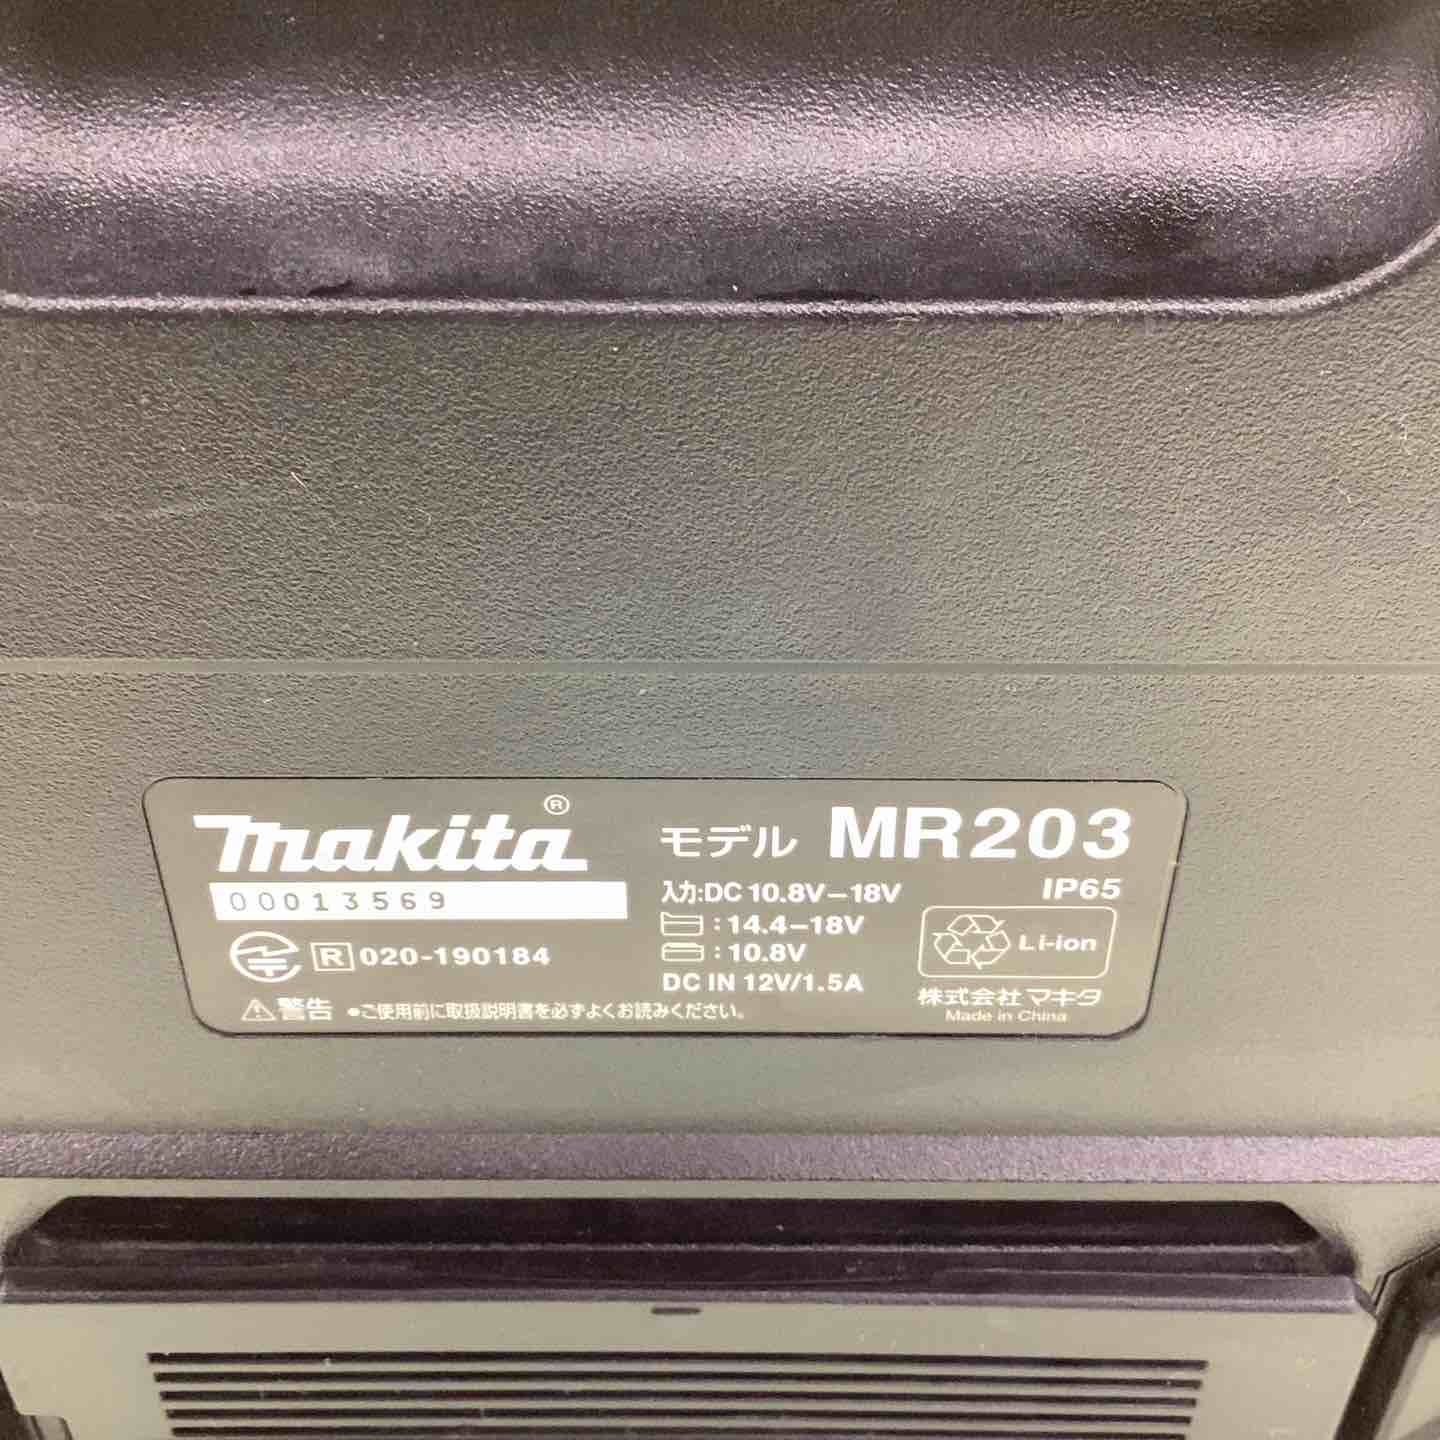 makita®
00013569
R 020-190184
⚠警告 ●ご使用前に取扱説明書を必ずよくお読みください。
モデル MR203
IP65
入力:DC 10.8V−18V
:14.4−18V
:10.8V
DC IN 12V/1.5A
Li-ion
株式会社 マキタ
Made in China